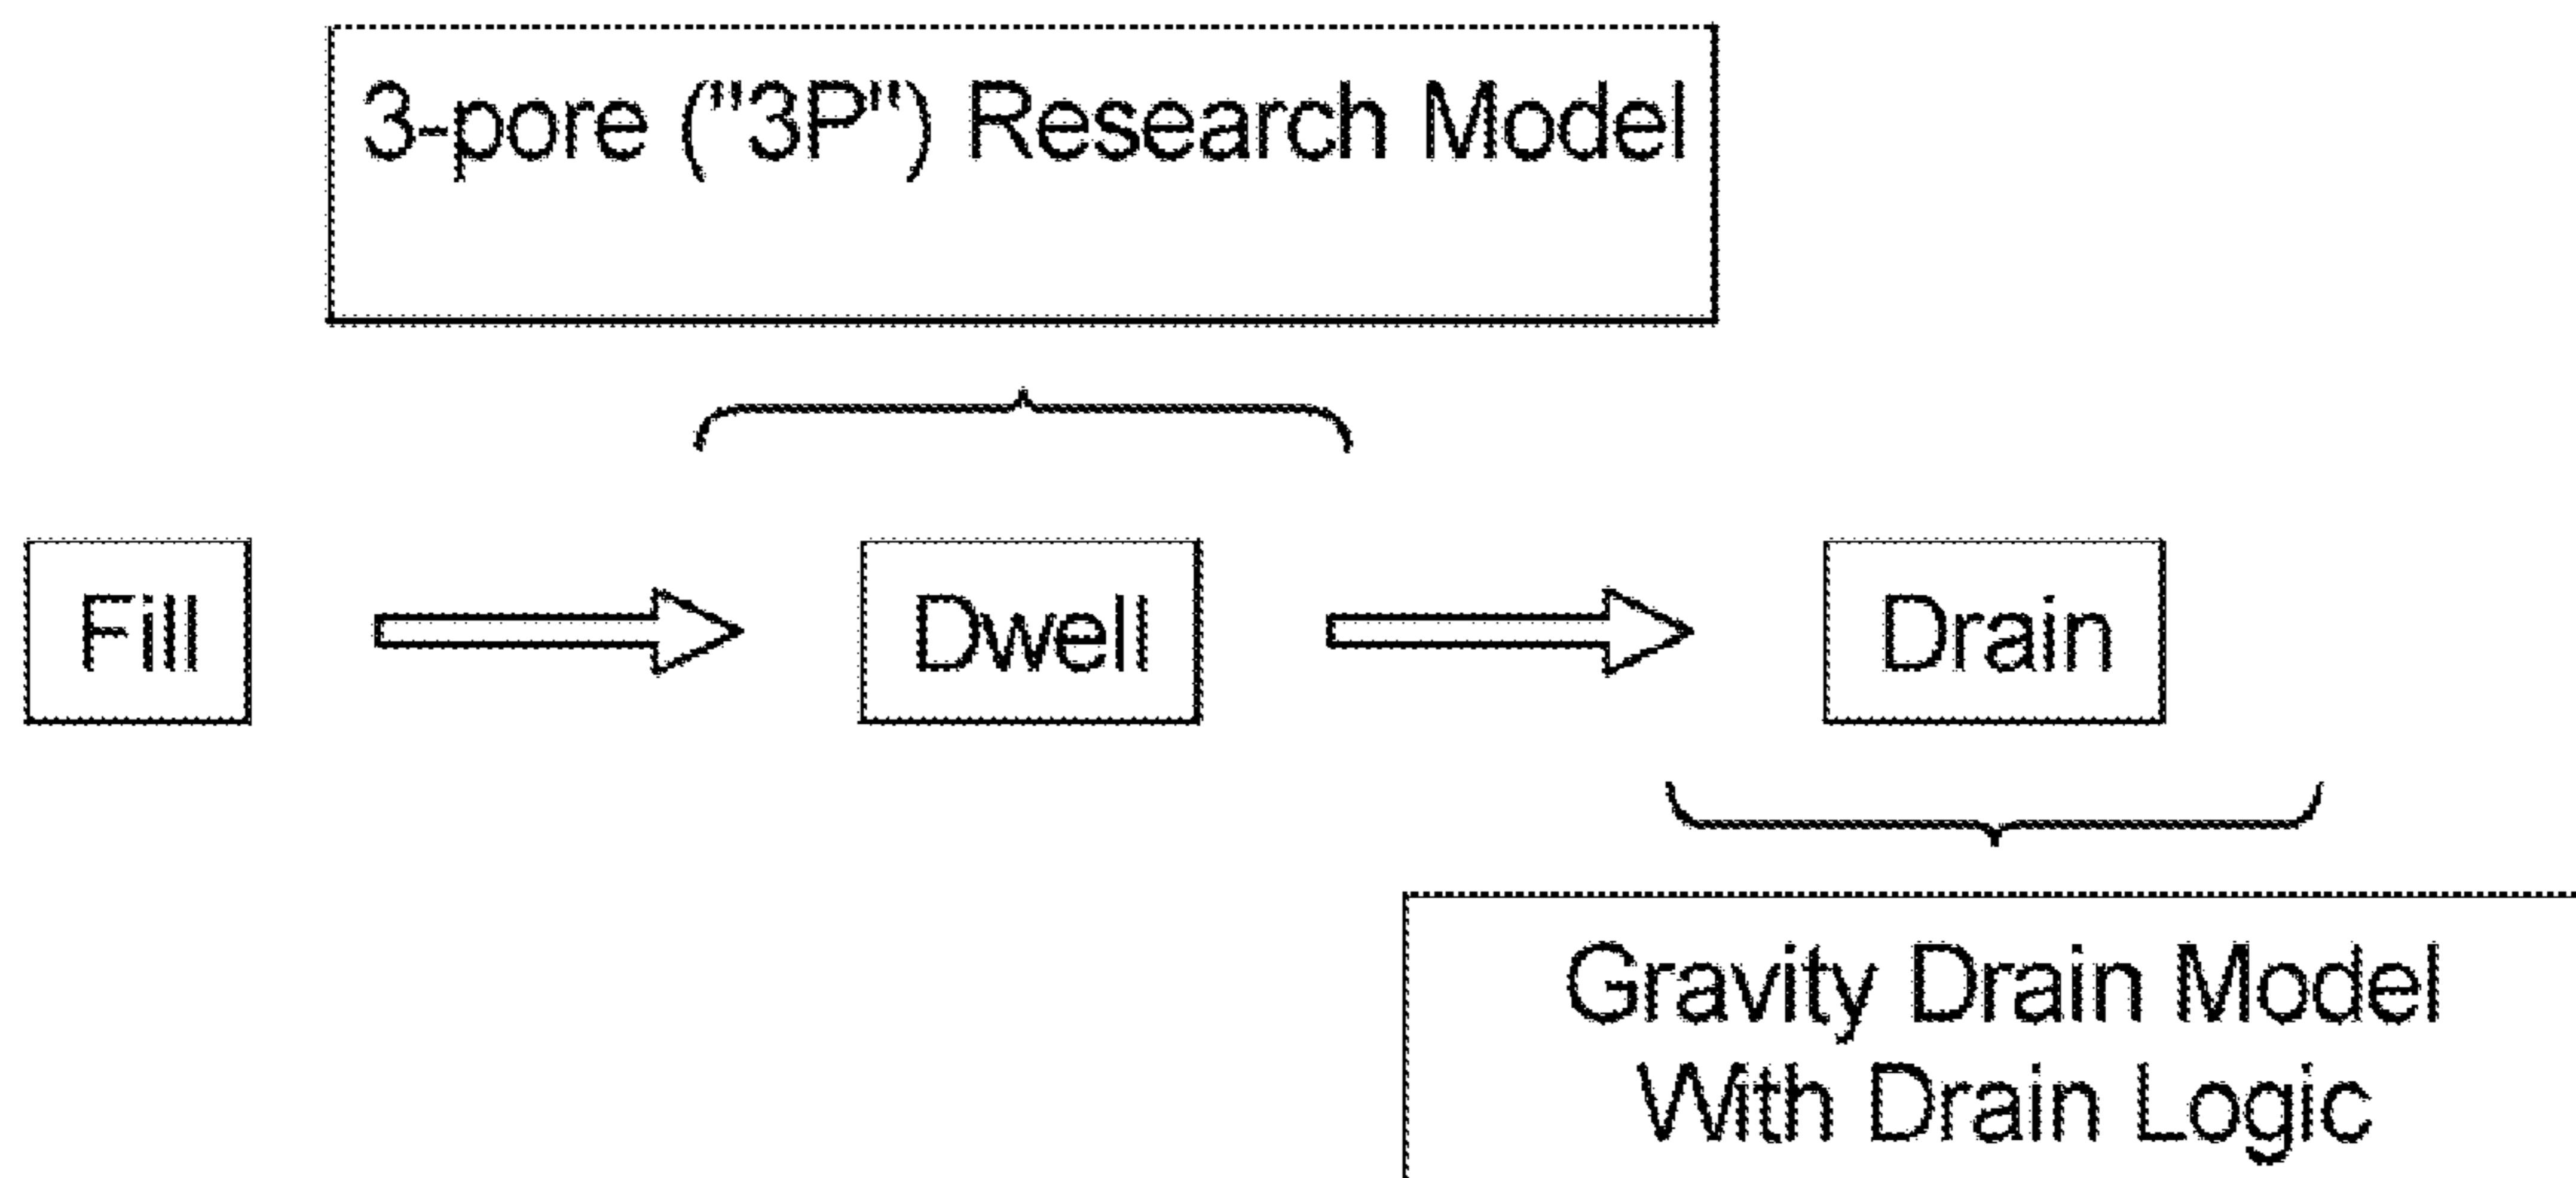 3-pore ("3P") Research Model
Fill
Dwell
Drain
Gravity Drain Model
With Drain Logic